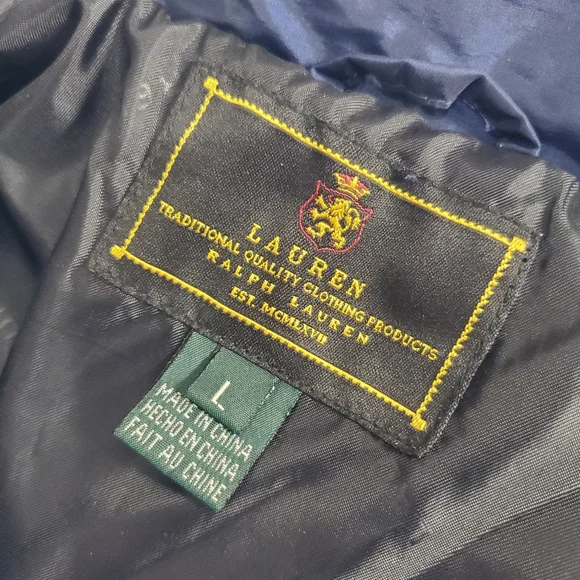 LAUREN
TRADITIONAL QUALITY CLOTHING PRODUCTS
RALPH LAUREN
EST. MCMLXVII
L
MADE IN CHINA
HECHO EN CHINA
FAIT AU CHINE